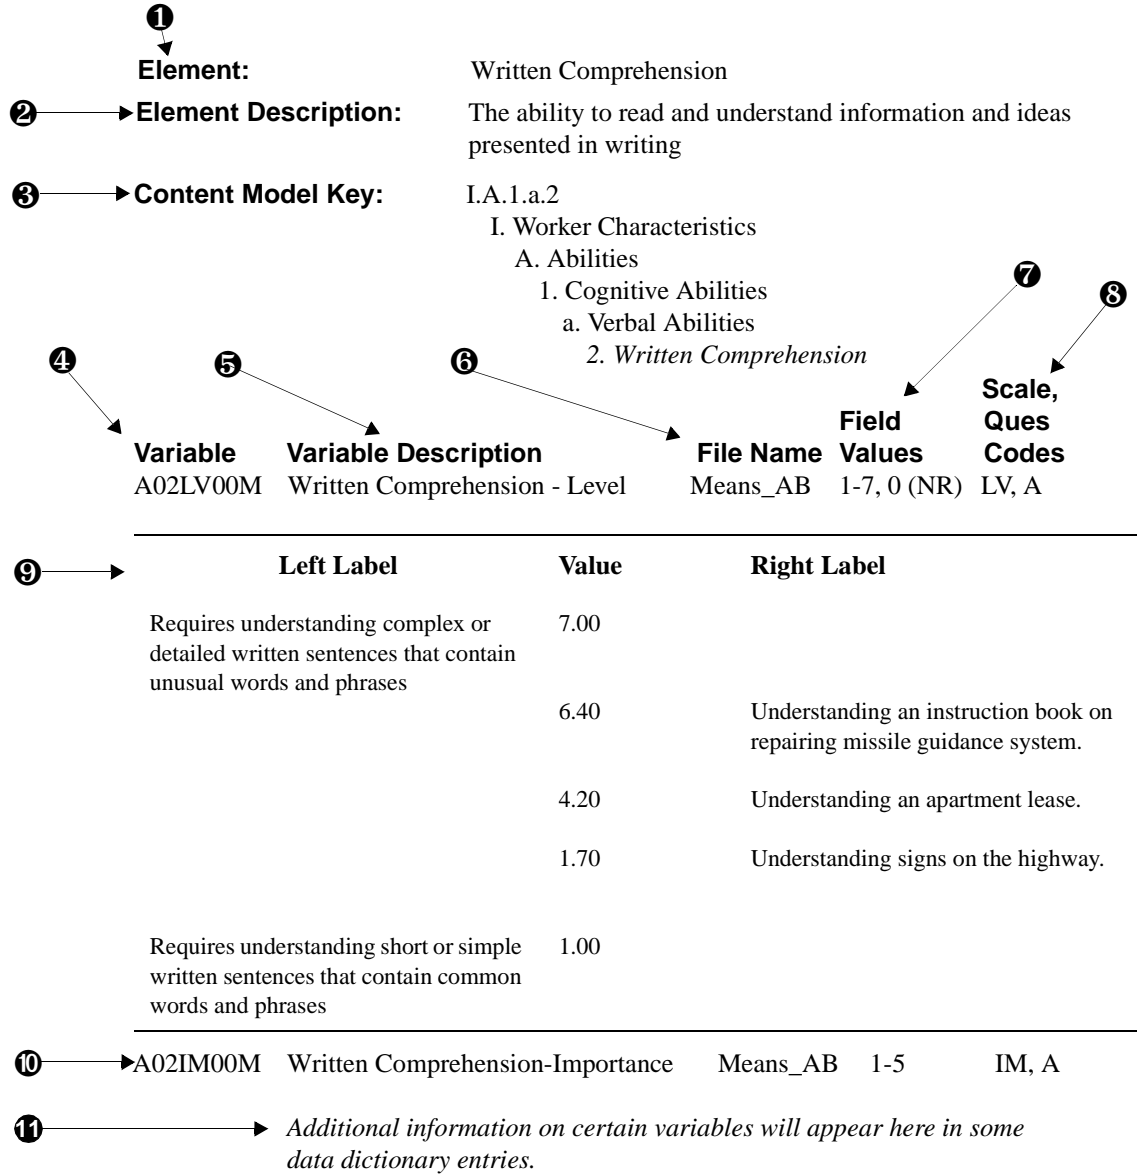 ❶
Element: Written Comprehension
❷ Element Description: The ability to read and understand information and ideas
presented in writing
❸ Content Model Key: I.A.1.a.2
I. Worker Characteristics
A. Abilities
❼
1. Cognitive Abilities
❽
a. Verbal Abilities
❹ ❺ ❻ 2. Written Comprehension
Scale,
Field Ques
Variable Variable Description File Name Values Codes
A02LV00M Written Comprehension - Level Means_AB 1-7, 0 (NR) LV, A
❾ Left Label Value Right Label
Requires understanding complex or 7.00
detailed written sentences that contain
unusual words and phrases
6.40 Understanding an instruction book on
repairing missile guidance system.
4.20 Understanding an apartment lease.
1.70 Understanding signs on the highway.
Requires understanding short or simple 1.00
written sentences that contain common
words and phrases
❿ A02IM00M Written Comprehension-Importance Means_AB 1-5 IM, A
⓫ Additional information on certain variables will appear here in some
data dictionary entries.